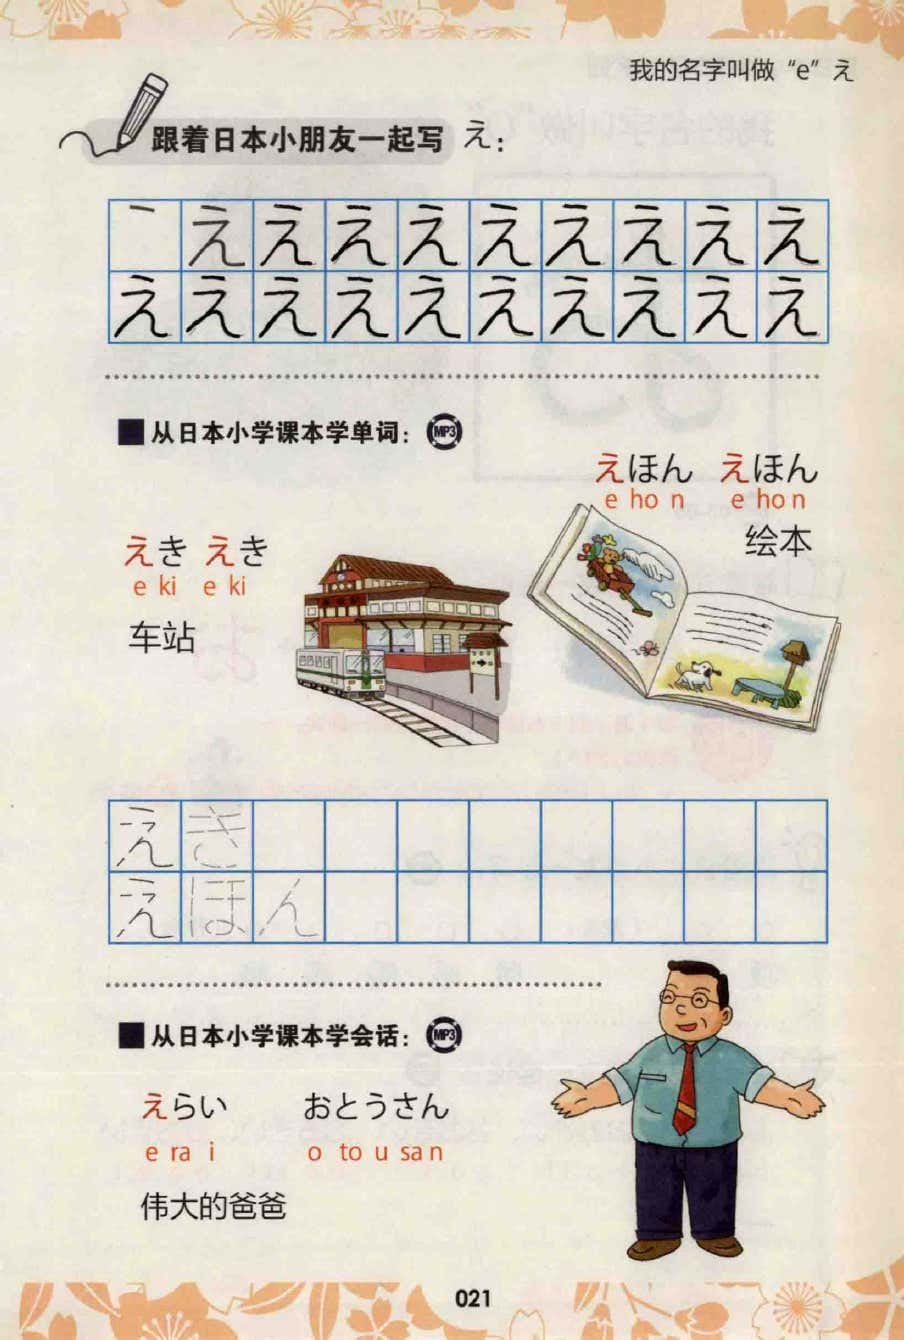 我的名字叫做“e”え
跟着日本小朋友一起写 え：
一 え え え え え え え え え
え え え え え え え え え え
从日本小学课本学单词： MP3
えほん えほん
e ho n e ho n
绘本
えき えき
e ki e ki
车站
え き
え ほ ん
从日本小学课本学会话： MP3
えらい おとうさん
e ra i o to u sa n
伟大的爸爸
021